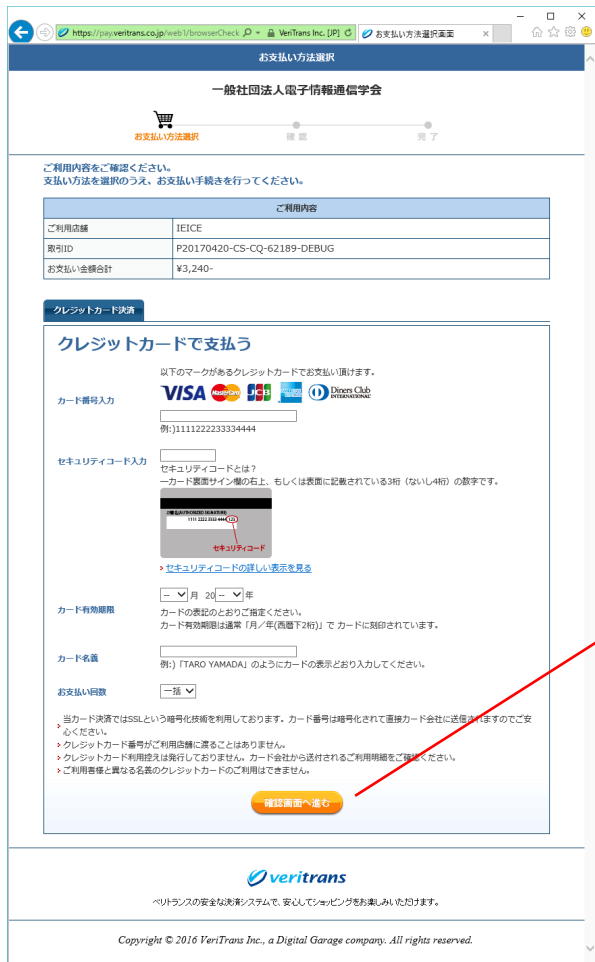 https://pay.veritrans.co.jp/web1/browserCheck VeriTrans Inc. [JP] お支払い方法選択画面
お支払い方法選択
一般社団法人電子情報通信学会
お支払い方法選択 確認 完了
ご利用内容をご確認ください。
支払い方法を選択のうえ、お支払い手続きを行ってください。
ご利用内容
ご利用店舗 IEICE
取引ID P20170420-CS-CQ-62189-DEBUG
お支払い金額合計 ¥3,240-
クレジットカード決済
クレジットカードで支払う
以下のマークがあるクレジットカードでお支払い頂けます。
カード番号入力
VISA MasterCard JCB Diners Club
INTERNATIONAL
例:)1111222233334444
セキュリティコード入力
セキュリティコードとは?
―カード裏面サイン欄の右上、もしくは表面に記載されている3桁（ないし4桁）の数字です。
1111 2222 3333 4444 123
セキュリティコード
セキュリティコードの詳しい表示を見る
カード有効期限
-- 月 20 -- 年
カードの表記のとおりご指定ください。
カード有効期限は通常「月／年(西暦下2桁)」で カードに刻印されています。
カード名義
例:)「TARO YAMADA」のようにカードの表示どおり入力してください。
お支払い回数 一括
当カード決済ではSSLという暗号化技術を利用しております。カード番号は暗号化されて直接カード会社に送信されますのでご安
心ください。
クレジットカード番号がご利用店舗に渡ることはありません。
クレジットカード利用控えは発行しておりません。カード会社から送付されるご利用明細をご確認ください。
ご利用者様と異なる名義のクレジットカードのご利用はできません。
確認画面へ進む
veritrans
ベリトランスの安全な決済システムで、安心してショッピングをお楽しみいただけます。
Copyright © 2016 VeriTrans Inc., a Digital Garage company. All rights reserved.